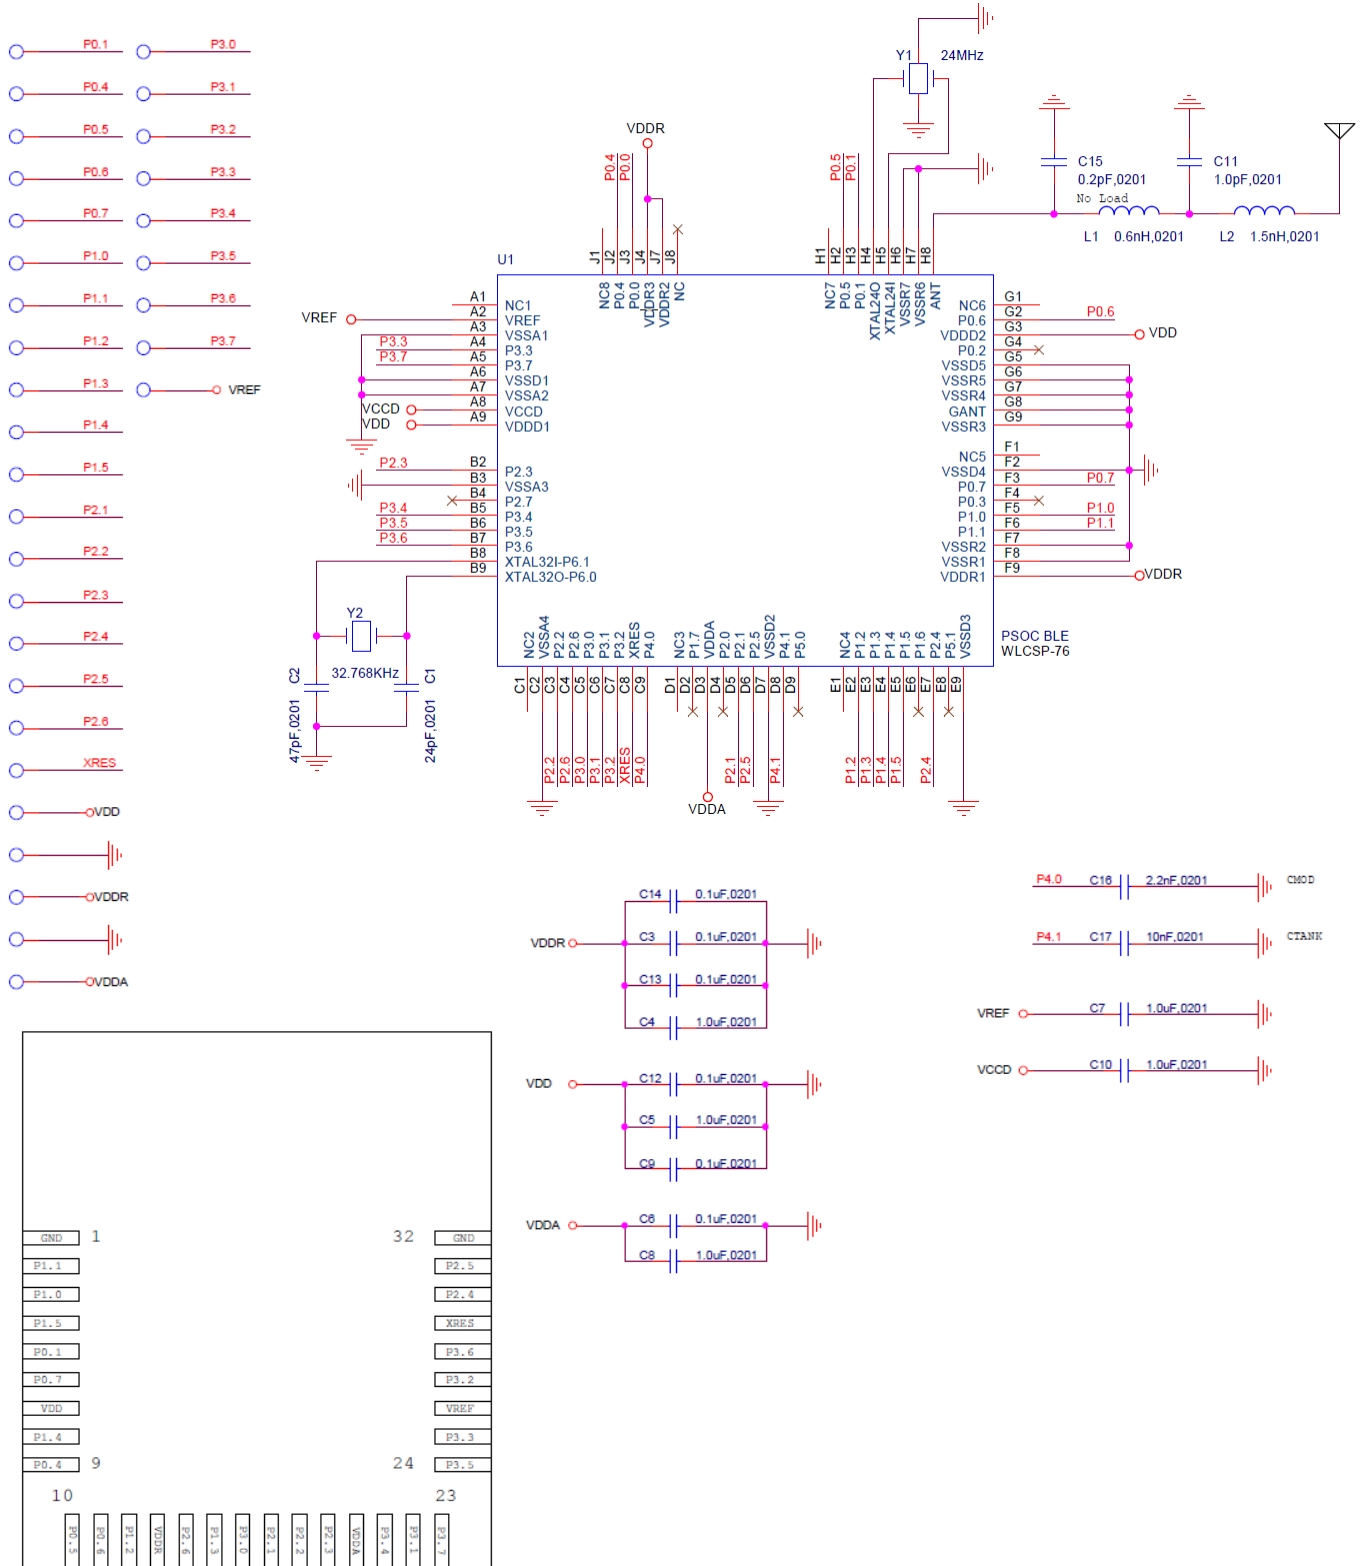 P0.1 P3.0
P0.4 P3.1
P0.5 P3.2
P0.6 P3.3
P0.7 P3.4
P1.0 P3.5
P1.1 P3.6
P1.2 P3.7
P1.3 VREF
P1.4
P1.5
P2.1
P2.2
P2.3
P2.4
P2.5
P2.6
XRES
VDD
VDDR
VDDA
Y1 24MHz
VDDR
P0.4
P0.0
P0.5
P0.1
C15
0.2pF,0201
No Load
C11
1.0pF,0201
L1 0.6nH,0201
L2 1.5nH,0201
U1
J1
J2
J3
J4
J7
J8
H1
H2
H3
H4
H5
H6
H7
H8
NC8
P0.4
P0.0
VDDR3
VDDR2
NC
NC7
P0.5
P0.1
XTAL24O
XTAL24I
VSSR7
VSSR6
ANT
A1 NC1
VREF A2 VREF
A3 VSSA1
P3.3 A4 P3.3
P3.7 A5 P3.7
A6 VSSD1
A7 VSSA2
VCCD A8 VCCD
VDD A9 VDDD1
P2.3 B2 P2.3
B3 VSSA3
B4 P2.7
P3.4 B5 P3.4
P3.5 B6 P3.5
P3.6 B7 P3.6
B8 XTAL32I-P6.1
B9 XTAL32O-P6.0
NC6 G1
P0.6 G2 P0.6
VDDD2 G3 VDD
P0.2 G4
VSSD5 G5
VSSR5 G6
VSSR4 G7
GANT G8
VSSR3 G9
NC5 F1
VSSD4 F2
P0.7 F3 P0.7
P0.3 F4
P1.0 F5 P1.0
P1.1 F6 P1.1
VSSR2 F7
VSSR1 F8
VDDR1 F9 VDDR
PSOC BLE
WLCSP-76
NC2
VSSA4
P2.2
P2.6
P3.0
P3.1
P3.2
XRES
P4.0
NC3
P1.7
VDDA
P2.0
P2.1
P2.5
VSSD2
P4.1
P5.0
NC4
P1.2
P1.3
P1.4
P1.5
P1.6
P2.4
P5.1
VSSD3
C1
C2
C3
C4
C5
C6
C7
C8
C9
D1
D2
D3
D4
D5
D6
D7
D8
D9
E1
E2
E3
E4
E5
E6
E7
E8
E9
P2.2
P2.6
P3.0
P3.1
P3.2
XRES
P4.0
VDDA
P2.1
P2.5
P4.1
P1.2
P1.3
P1.4
P1.5
P2.4
Y2
32.768KHz
C2
47pF,0201
C1
24pF,0201
C14 0.1uF,0201
VDDR C3 0.1uF,0201
C13 0.1uF,0201
C4 1.0uF,0201
VDD C12 0.1uF,0201
C5 1.0uF,0201
C9 0.1uF,0201
VDDA C6 0.1uF,0201
C8 1.0uF,0201
P4.0 C16 2.2nF,0201 CMOD
P4.1 C17 10nF,0201 CTANK
VREF C7 1.0uF,0201
VCCD C10 1.0uF,0201
GND 1 32 GND
P1.1 P2.5
P1.0 P2.4
P1.5 XRES
P0.1 P3.6
P0.7 P3.2
VDD VREF
P1.4 P3.3
P0.4 9 24 P3.5
10 23
P0.5
P0.6
P1.2
VDDR
P2.6
P1.3
P3.0
P2.1
P2.2
P2.3
VDDA
P3.4
P3.1
P3.7